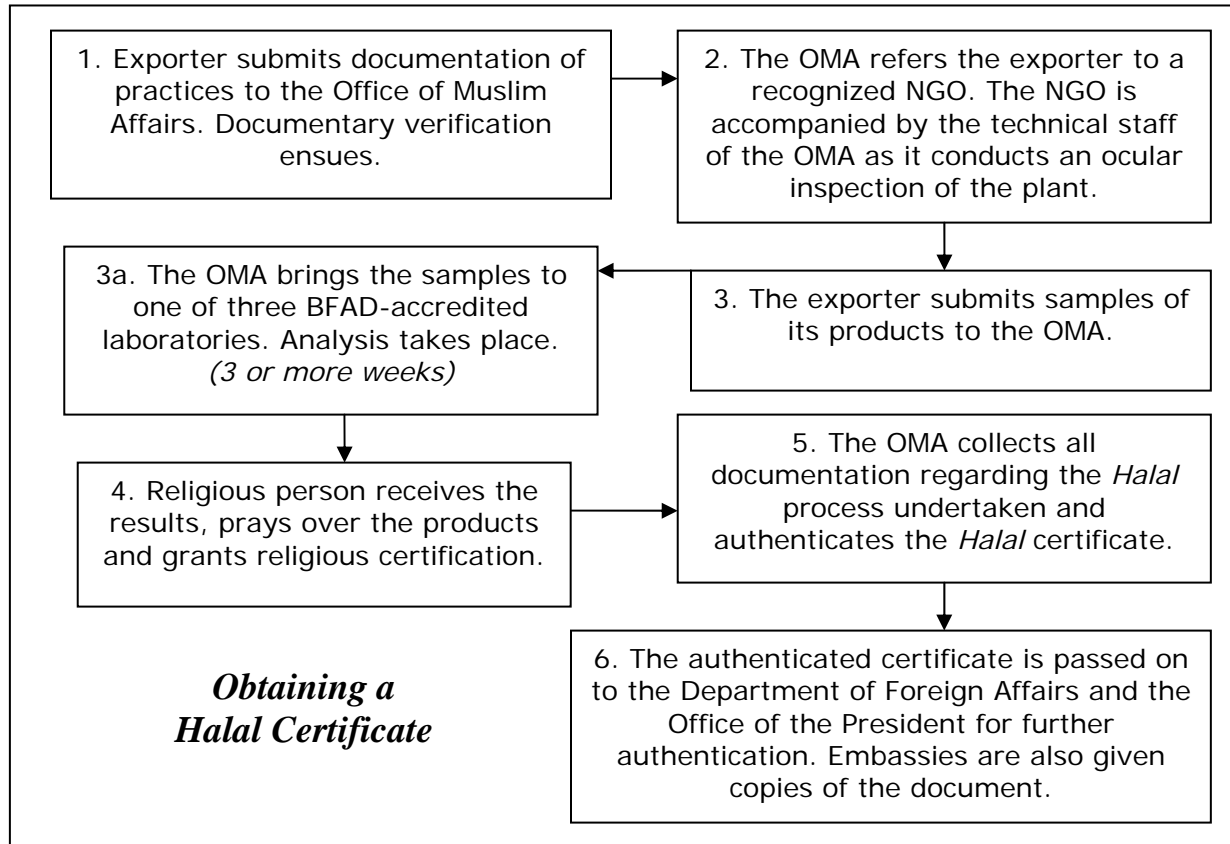 1. Exporter submits documentation of
practices to the Office of Muslim
Affairs. Documentary verification
ensues.
2. The OMA refers the exporter to a
recognized NGO. The NGO is
accompanied by the technical staff
of the OMA as it conducts an ocular
inspection of the plant.
3. The exporter submits samples of
its products to the OMA.
3a. The OMA brings the samples to
one of three BFAD-accredited
laboratories. Analysis takes place.
(3 or more weeks)
4. Religious person receives the
results, prays over the products
and grants religious certification.
5. The OMA collects all
documentation regarding the Halal
process undertaken and
authenticates the Halal certificate.
6. The authenticated certificate is passed on
to the Department of Foreign Affairs and the
Office of the President for further
authentication. Embassies are also given
copies of the document.
Obtaining a
Halal Certificate